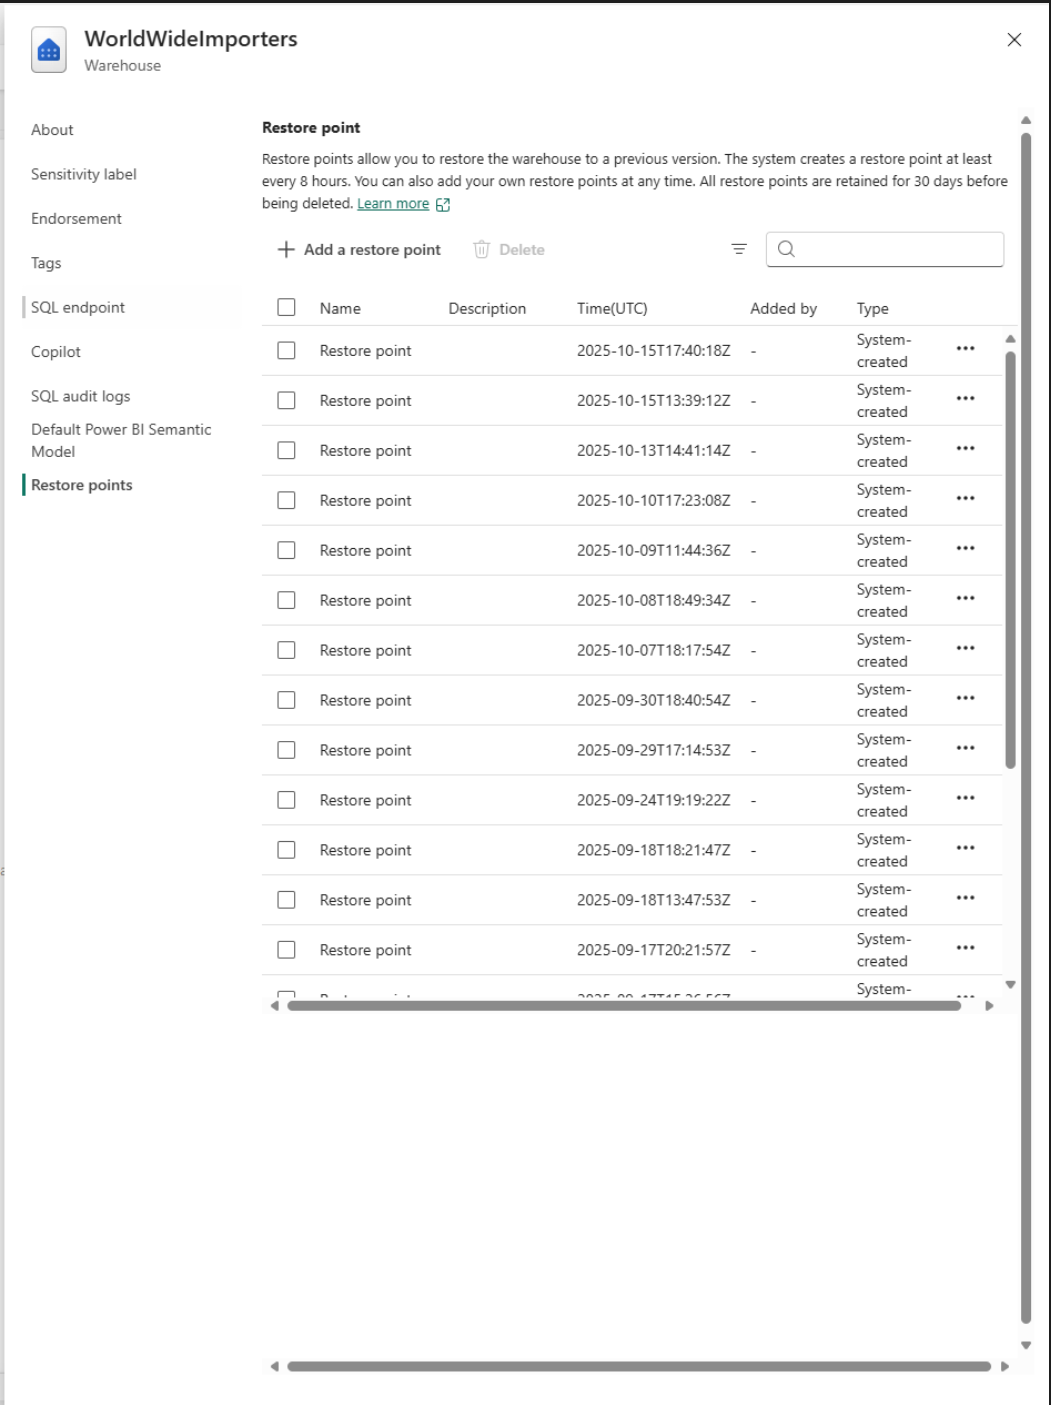 WorldWideImporters
Warehouse
About
Sensitivity label
Endorsement
Tags
SQL endpoint
Copilot
SQL audit logs
Default Power BI Semantic
Model
Restore points
Restore point
Restore points allow you to restore the warehouse to a previous version. The system creates a restore point at least
every 8 hours. You can also add your own restore points at any time. All restore points are retained for 30 days before
being deleted. Learn more
Add a restore point Delete
Name Description Time(UTC) Added by Type
Restore point 2025-10-15T17:40:18Z - System-
created
Restore point 2025-10-15T13:39:12Z - System-
created
Restore point 2025-10-13T14:41:14Z - System-
created
Restore point 2025-10-10T17:23:08Z - System-
created
Restore point 2025-10-09T11:44:36Z - System-
created
Restore point 2025-10-08T18:49:34Z - System-
created
Restore point 2025-10-07T18:17:54Z - System-
created
Restore point 2025-09-30T18:40:54Z - System-
created
Restore point 2025-09-29T17:14:53Z - System-
created
Restore point 2025-09-24T19:19:22Z - System-
created
Restore point 2025-09-18T18:21:47Z - System-
created
Restore point 2025-09-18T13:47:53Z - System-
created
Restore point 2025-09-17T20:21:57Z - System-
created
System-